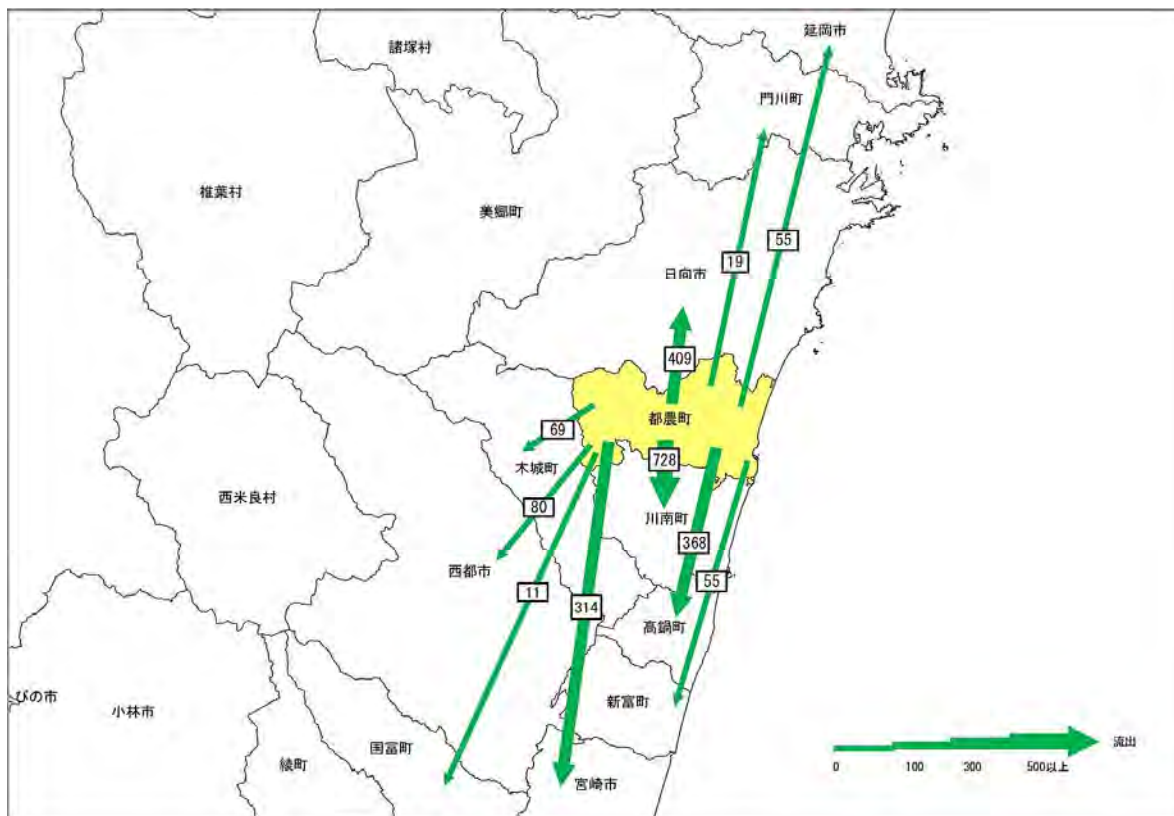 延岡市
諸塚村
門川町
椎葉村
美郷町
55
19
日向市
409
都農町
69
728
木城町
西米良村
80
川南町
368
西都市
55
11
314
高鍋町
びの市
小林市
新富町
国富町
綾町
宮崎市
流出
0 100 300 500以上